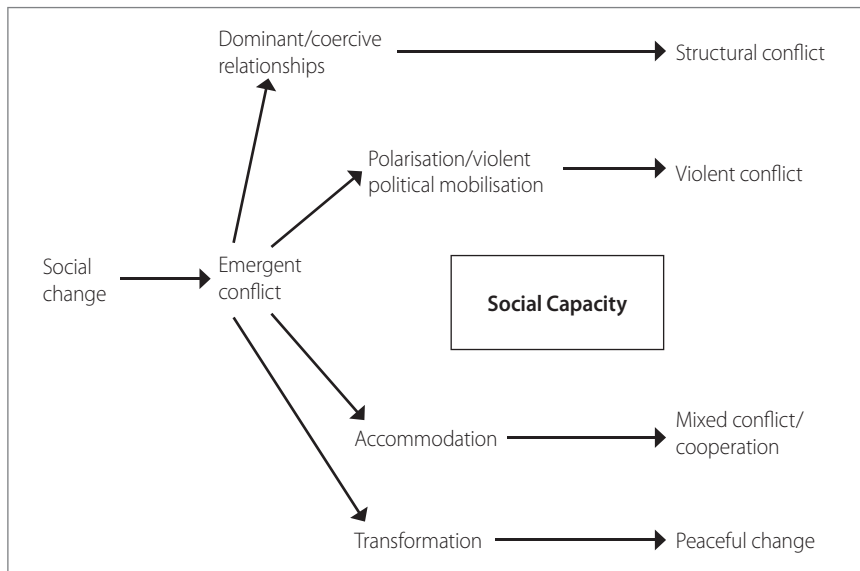 Dominant/coercive
relationships
Structural conflict
Polarisation/violent
political mobilisation
Violent conflict
Social
change
Emergent
conflict
Social Capacity
Accommodation
Mixed conflict/
cooperation
Transformation
Peaceful change